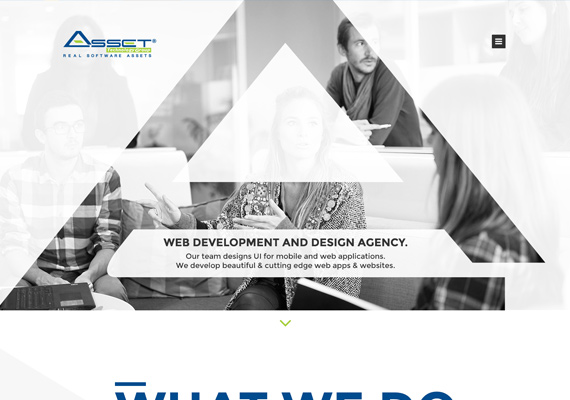 ASSET®
technology group
REAL SOFTWARE ASSETS
WEB DEVELOPMENT AND DESIGN AGENCY.
Our team designs UI for mobile and web applications.
We develop beautiful & cutting edge web apps & websites.
WHAT WE DO